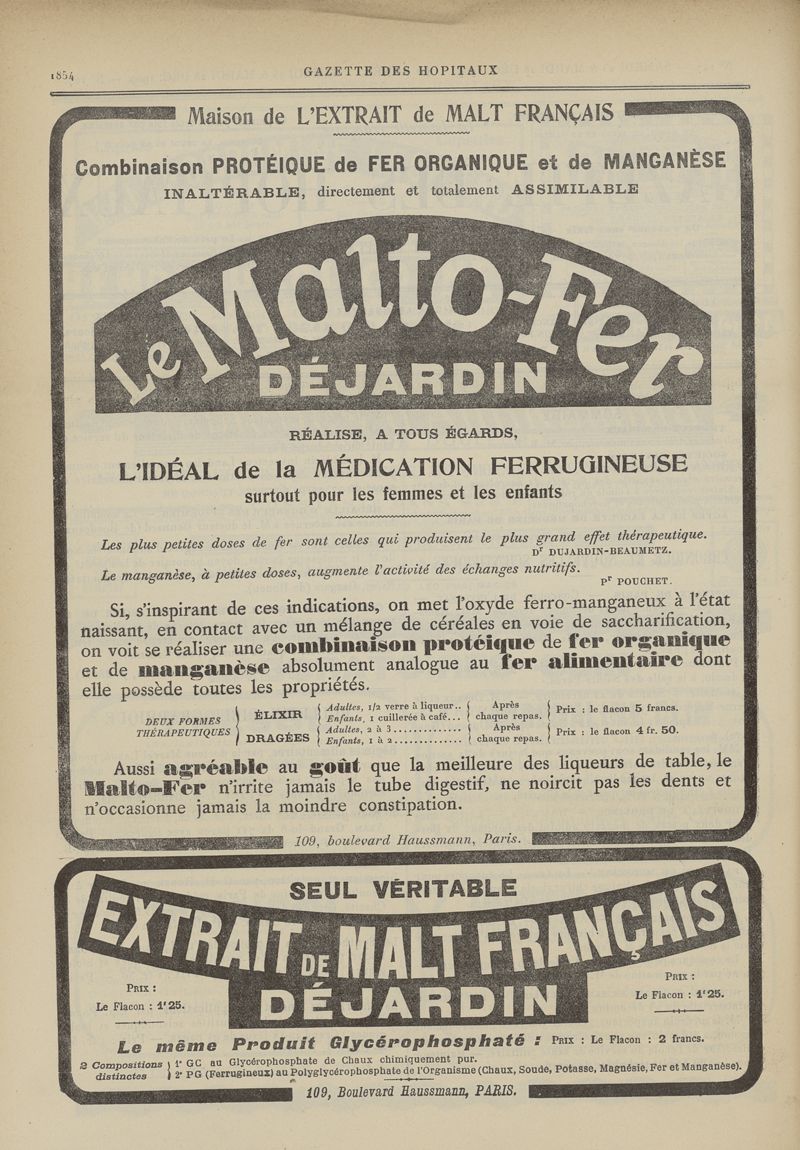 1854
GAZETTE DES HOPITAUX
Maison de L'EXTRAIT de MALT FRANÇAIS
Combinaison PROTÉIQUE de FER ORGANIQUE et de MANGANÈSE
INALTÉRABLE, directement et totalement ASSIMILABLE
Le Malto-Fer
DÉJARDIN
RÉALISE, A TOUS ÉGARDS,
L'IDÉAL de la MÉDICATION FERRUGINEUSE
surtout pour les femmes et les enfants
Les plus petites doses de fer sont celles qui produisent le plus grand effet thérapeutique.
Dr DUJARDIN-BEAUMETZ.
Le manganèse, à petites doses, augmente l'activité des échanges nutritifs.
Pr POUCHET.
Si, s'inspirant de ces indications, on met l'oxyde ferro-manganeux à l'état
naissant, en contact avec un mélange de céréales en voie de saccharification,
on voit se réaliser une combinaison protéique de fer organique
et de manganèse absolument analogue au fer alimentaire dont
elle possède toutes les propriétés.
DEUX FORMES
THÉRAPEUTIQUES
ÉLIXIR
Adultes, 1/2 verre à liqueur..
Enfants, 1 cuillerée à café...
Après
chaque repas.
Prix : le flacon 5 francs.
DRAGÉES
Adultes, 2 à 3..............
Enfants, 1 à 2..............
Après
chaque repas.
Prix : le flacon 4 fr. 50.
Aussi agréable au goût que la meilleure des liqueurs de table, le
Malto-Fer n'irrite jamais le tube digestif, ne noircit pas les dents et
n'occasionne jamais la moindre constipation.
109, boulevard Haussmann, Paris.
SEUL VÉRITABLE
EXTRAIT DE MALT FRANÇAIS
DÉJARDIN
PRIX :
Le Flacon : 1f25.
PRIX :
Le Flacon : 1f25.
Le même Produit Glycérophosphaté : PRIX : Le Flacon : 2 francs.
2 Compositions
distinctes
1° GC au Glycérophosphate de Chaux chimiquement pur.
2° PG (Ferrugineux) au Polyglycérophosphate de l'Organisme (Chaux, Soude, Potasse, Magnésie, Fer et Manganèse).
109, Boulevard Haussmann, PARIS.